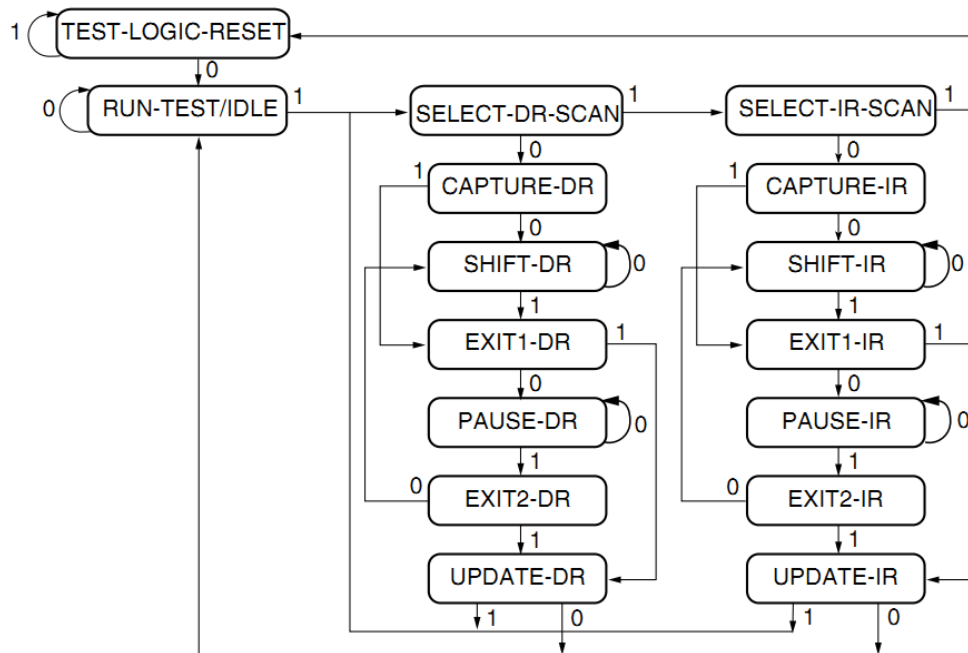 1 TEST-LOGIC-RESET
0
0 RUN-TEST/IDLE 1 SELECT-DR-SCAN 1 SELECT-IR-SCAN 1
0 0
1 CAPTURE-DR 1 CAPTURE-IR
0 0
SHIFT-DR 0 SHIFT-IR 0
1 1
EXIT1-DR 1 EXIT1-IR 1
0 0
PAUSE-DR 0 PAUSE-IR 0
1 1
0 EXIT2-DR 0 EXIT2-IR
1 1
UPDATE-DR UPDATE-IR
1 0 1 0